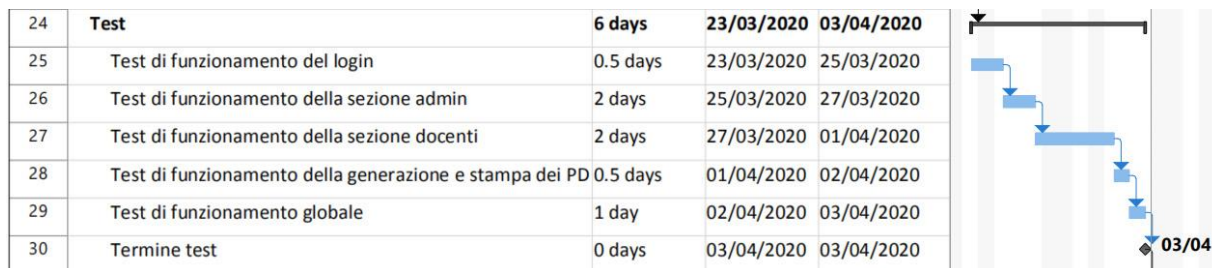 24 Test 6 days 23/03/2020 03/04/2020
25 Test di funzionamento del login 0.5 days 23/03/2020 25/03/2020
26 Test di funzionamento della sezione admin 2 days 25/03/2020 27/03/2020
27 Test di funzionamento della sezione docenti 2 days 27/03/2020 01/04/2020
28 Test di funzionamento della generazione e stampa dei PD 0.5 days 01/04/2020 02/04/2020
29 Test di funzionamento globale 1 day 02/04/2020 03/04/2020
30 Termine test 0 days 03/04/2020 03/04/2020 03/04